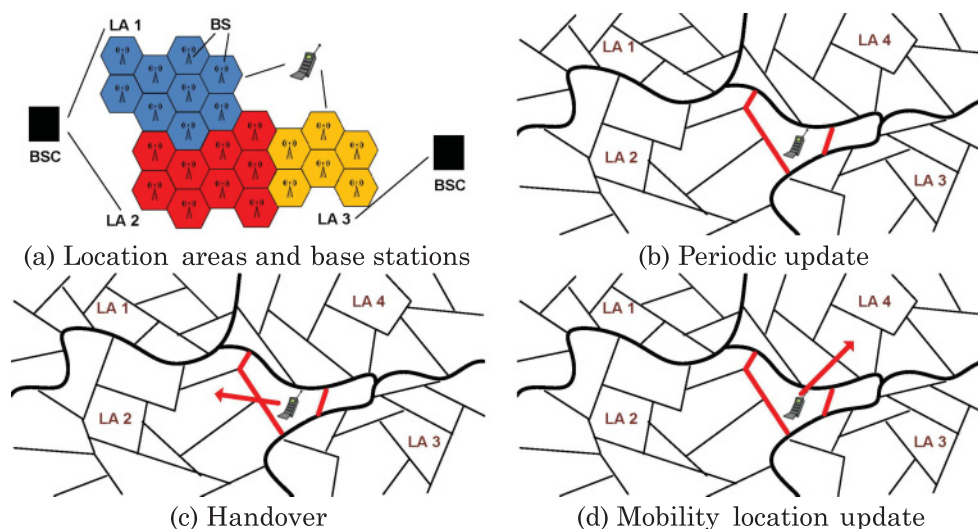 LA 1
BS
BSC
LA 2
LA 3
BSC
(a) Location areas and base stations
LA 1
LA 4
LA 2
LA 3
(b) Periodic update
LA 1
LA 4
LA 2
LA 3
(c) Handover
LA 1
LA 4
LA 2
LA 3
(d) Mobility location update